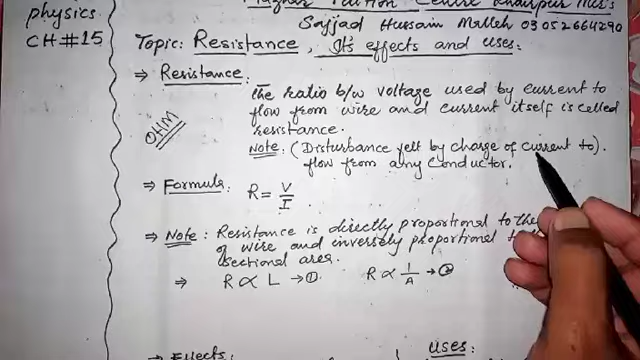 physics.
CH#15
Sajjad Hussain Malleh 03052664290
Topic: Resistance, Its effects and uses.
⇒ Resistance:
The Ratio b/w voltage used by current to
flow from wire and current itself is called
resistance.
OHM
Note: (Disturbance felt by charge of current to).
flow from any Conductor.
⇒ Formula: R = V/I.
⇒ Note: Resistance is directly proportional to the
of wire and inversely proportional to
sectional area.
⇒ R ∝ L → ① R ∝ 1/A → ②
⇒ Effects:
Uses: